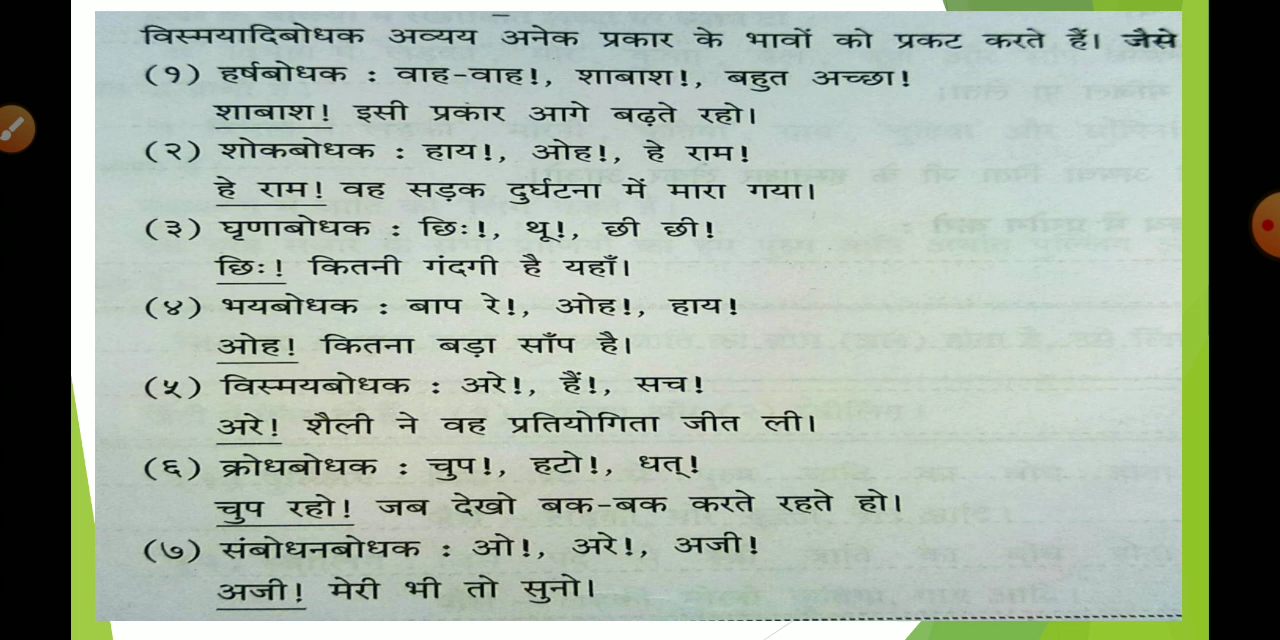 विस्मयादिबोधक अव्यय अनेक प्रकार के भावों को प्रकट करते हैं। जैसे
(१) हर्षबोधक : वाह-वाह!, शाबाश!, बहुत अच्छा!
शाबाश! इसी प्रकार आगे बढ़ते रहो।
(२) शोकबोधक : हाय!, ओह!, हे राम!
हे राम! वह सड़क दुर्घटना में मारा गया।
(३) घृणाबोधक : छिः!, थू!, छी छी!
छिः! कितनी गंदगी है यहाँ।
(४) भयबोधक : बाप रे!, ओह!, हाय!
ओह! कितना बड़ा साँप है।
(५) विस्मयबोधक : अरे!, हैं!, सच!
अरे! शैली ने वह प्रतियोगिता जीत ली।
(६) क्रोधबोधक : चुप!, हटो!, धत्!
चुप रहो! जब देखो बक-बक करते रहते हो।
(७) संबोधनबोधक : ओ!, अरे!, अजी!
अजी! मेरी भी तो सुनो।